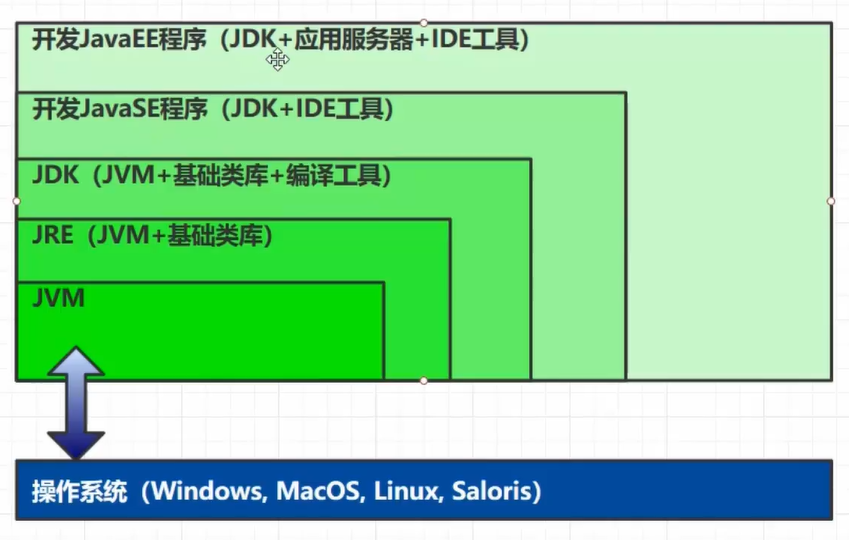 开发JavaEE程序（JDK+应用服务器+IDE工具）
开发JavaSE程序（JDK+IDE工具）
JDK（JVM+基础类库+编译工具）
JRE（JVM+基础类库）
JVM
操作系统（Windows, MacOS, Linux, Saloris）